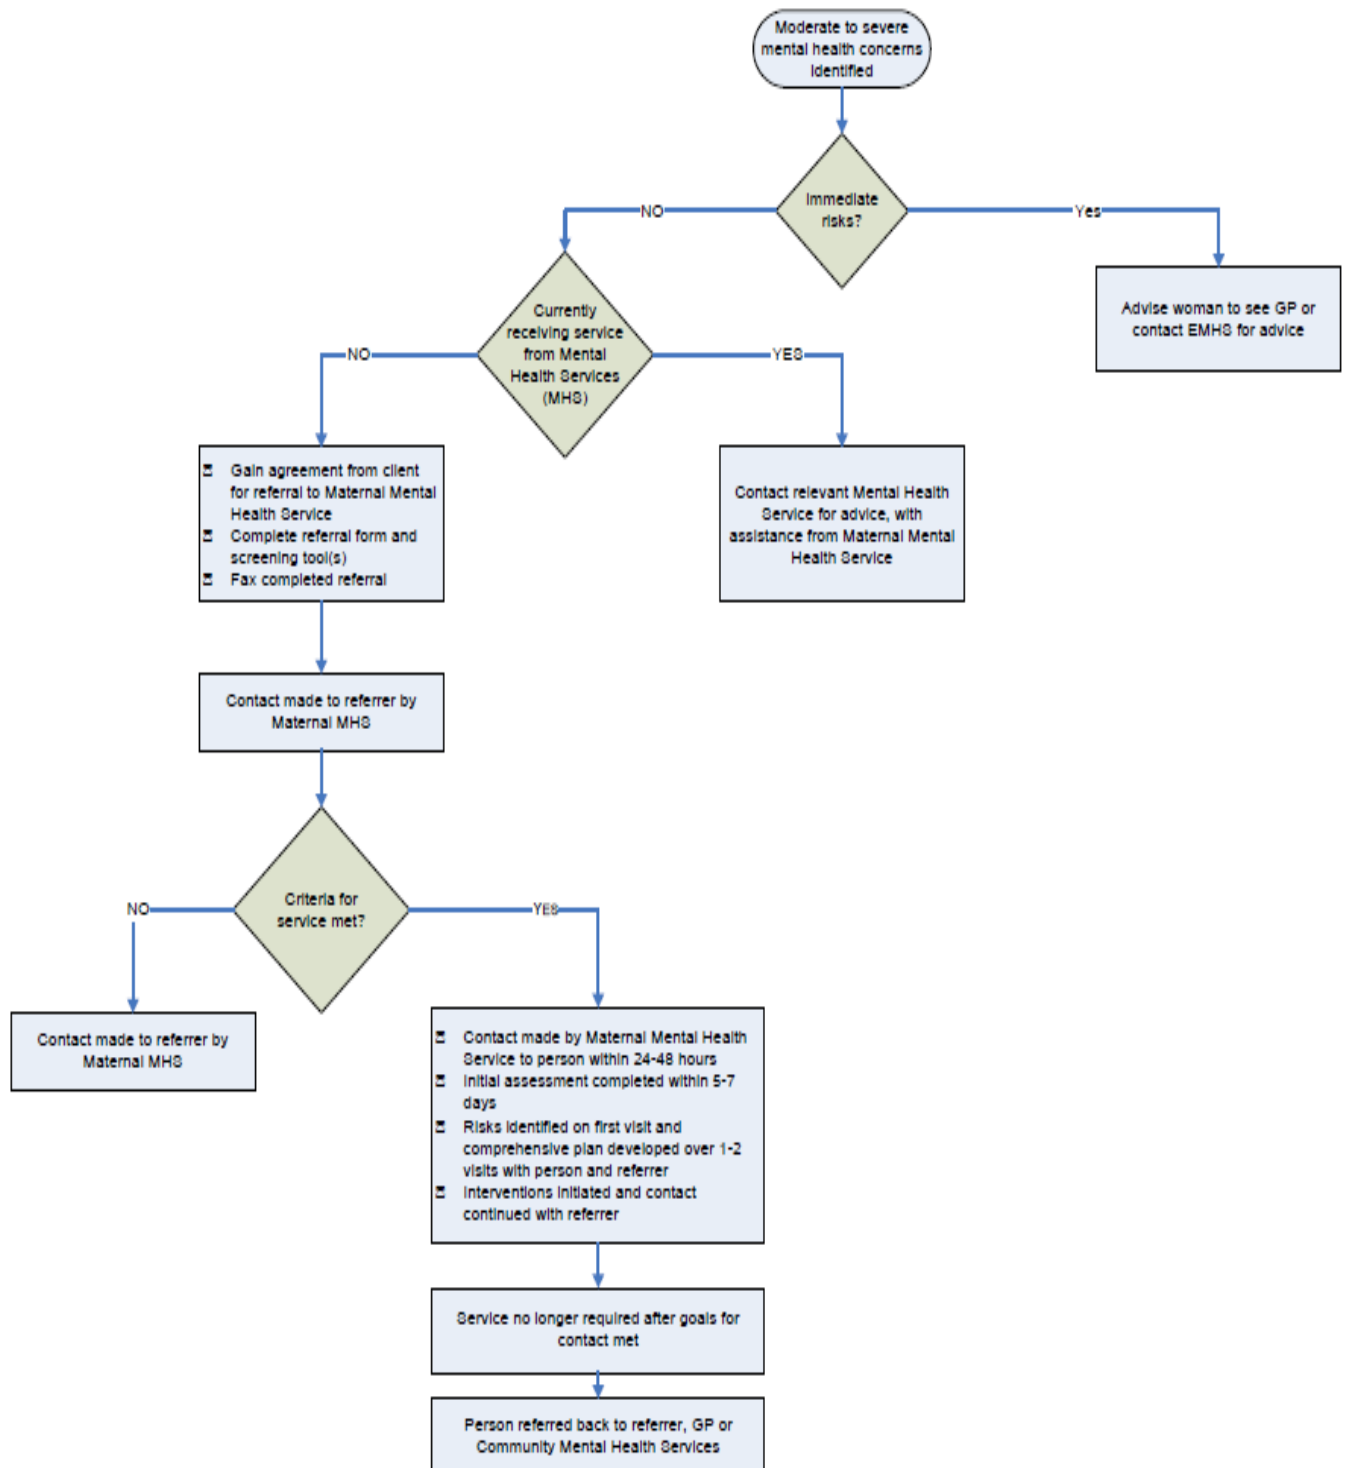 Moderate to severe
mental health concerns
identified
Immediate
risks?
NO
Yes
Advise woman to see GP or
contact EMHS for advice
Currently
receiving service
from Mental
Health Services
(MHS)
NO
YES
Gain agreement from client
for referral to Maternal Mental
Health Service
Complete referral form and
screening tool(s)
Fax completed referral
Contact relevant Mental Health
Service for advice, with
assistance from Maternal Mental
Health Service
Contact made to referrer by
Maternal MHS
Criteria for
service met?
NO
YES
Contact made to referrer by
Maternal MHS
Contact made by Maternal Mental Health
Service to person within 24-48 hours
Initial assessment completed within 5-7
days
Risks identified on first visit and
comprehensive plan developed over 1-2
visits with person and referrer
Interventions initiated and contact
continued with referrer
Service no longer required after goals for
contact met
Person referred back to referrer, GP or
Community Mental Health Services